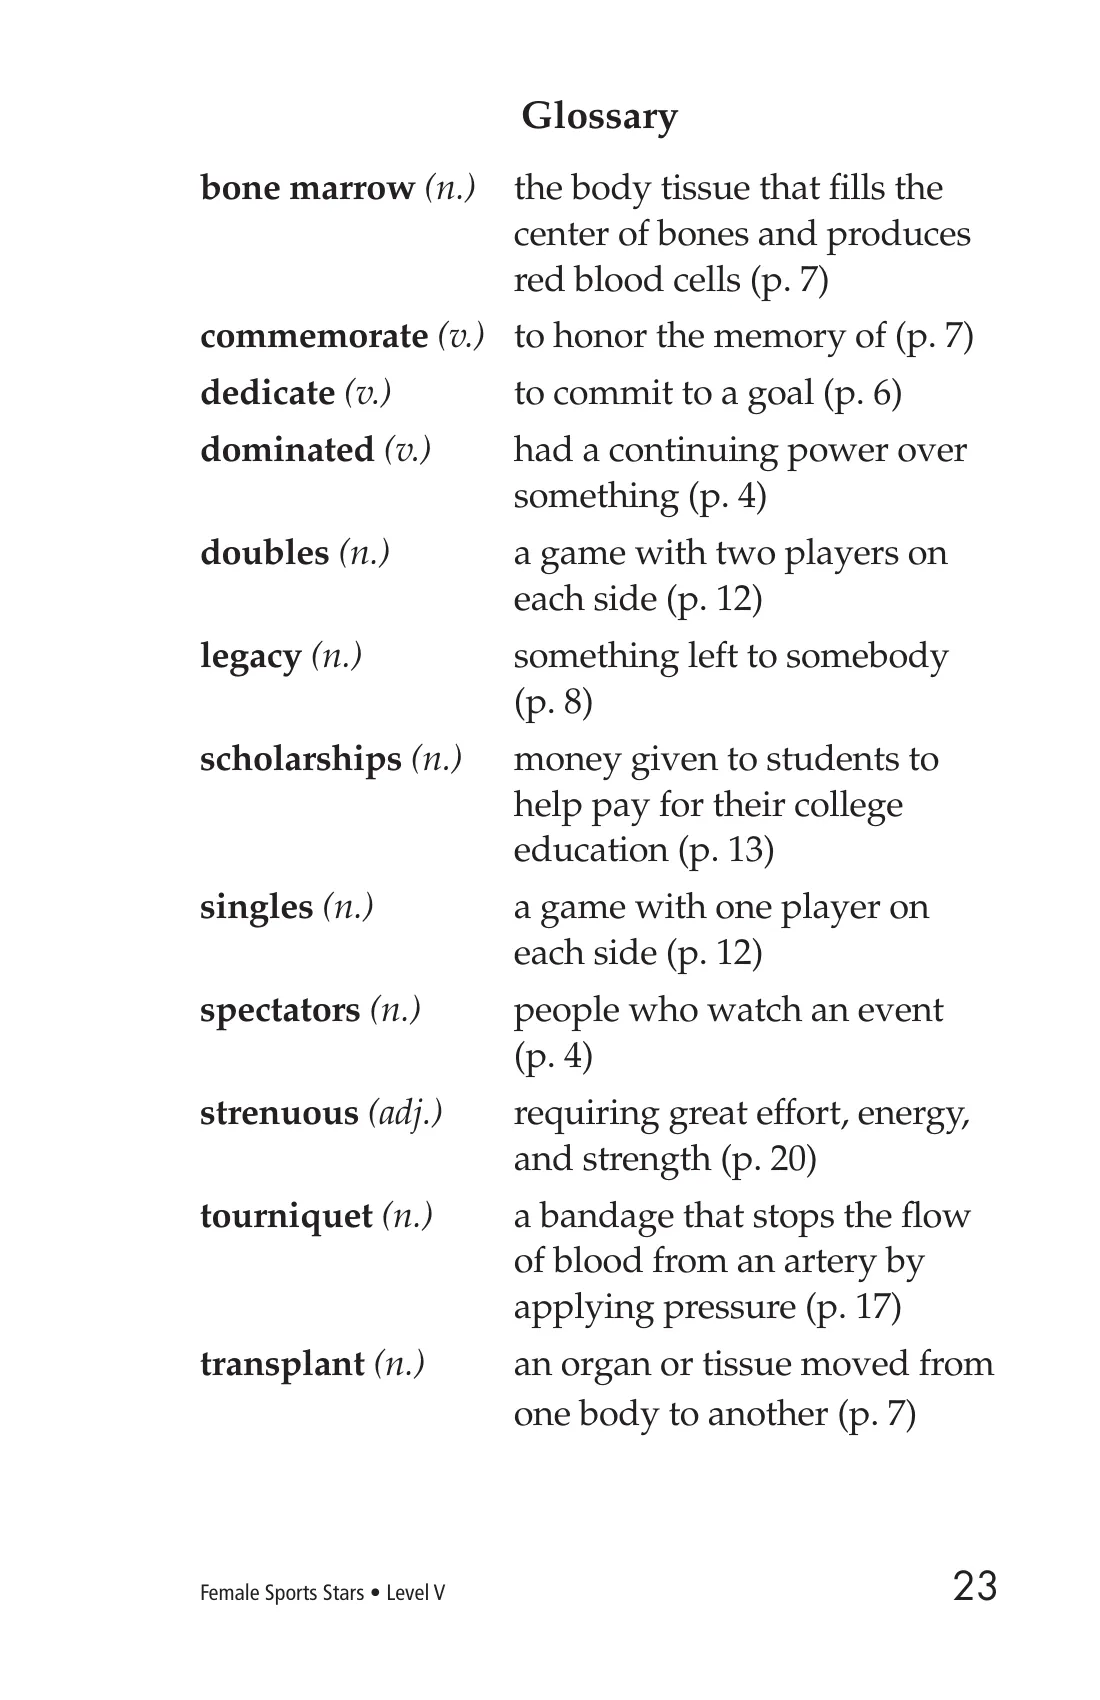 Glossary
bone marrow (n.) the body tissue that fills the
center of bones and produces
red blood cells (p. 7)
commemorate (v.) to honor the memory of (p. 7)
dedicate (v.) to commit to a goal (p. 6)
dominated (v.) had a continuing power over
something (p. 4)
doubles (n.) a game with two players on
each side (p. 12)
legacy (n.) something left to somebody
(p. 8)
scholarships (n.) money given to students to
help pay for their college
education (p. 13)
singles (n.) a game with one player on
each side (p. 12)
spectators (n.) people who watch an event
(p. 4)
strenuous (adj.) requiring great effort, energy,
and strength (p. 20)
tourniquet (n.) a bandage that stops the flow
of blood from an artery by
applying pressure (p. 17)
transplant (n.) an organ or tissue moved from
one body to another (p. 7)
Female Sports Stars • Level V 23